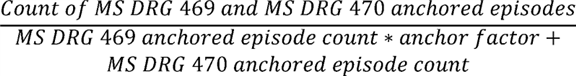 Count of MS DRG 469 and MS DRG 470 anchored episodes
MS DRG 469 anchored episode count * anchor factor +
MS DRG 470 anchored episode count